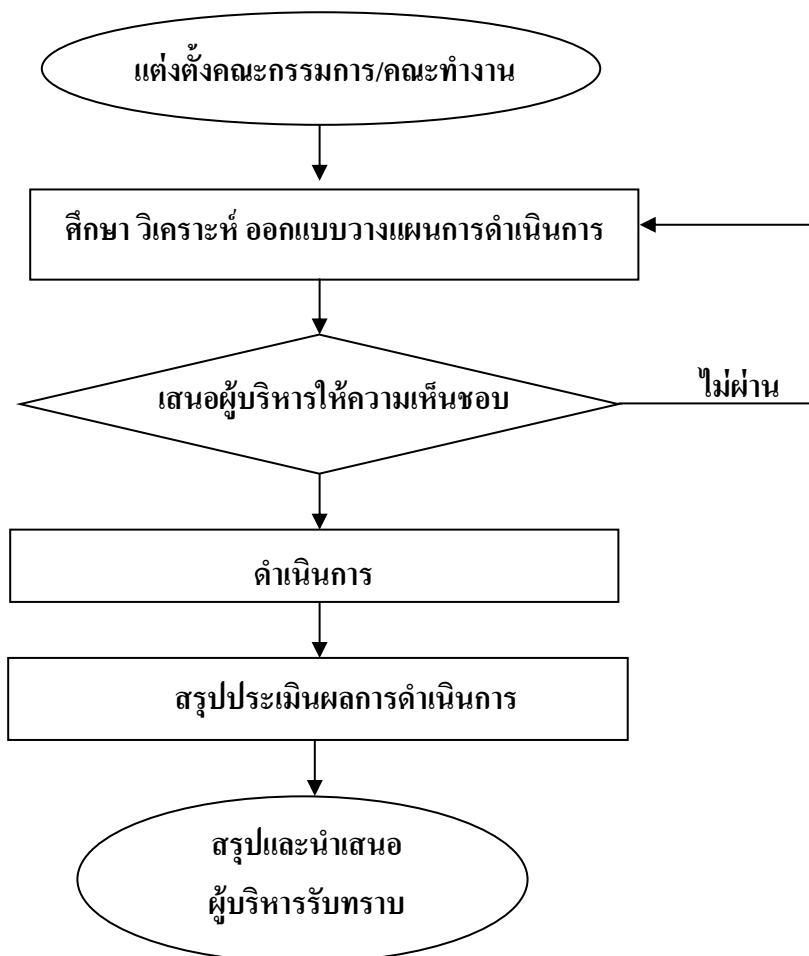 แต่งตั้งคณะกรรมการ/คณะทำงาน
ศึกษา วิเคราะห์ ออกแบบวางแผนการดำเนินการ
เสนอผู้บริหารให้ความเห็นชอบ
ไม่ผ่าน
ดำเนินการ
สรุปประเมินผลการดำเนินการ
สรุปและนำเสนอ
ผู้บริหารรับทราบ